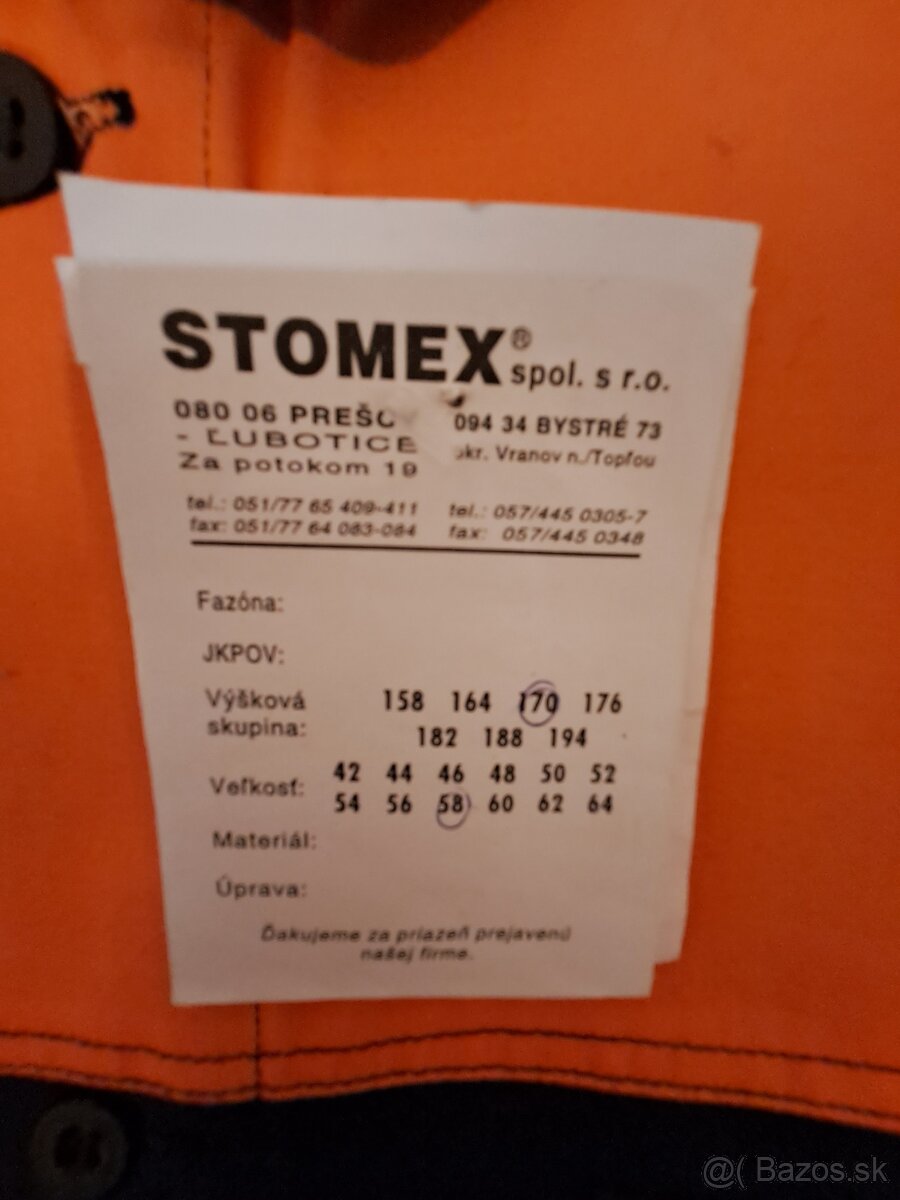 STOMEX® spol. s r.o.
080 06 PREŠO 094 34 BYSTRÉ 73
- ĽUBOTICE okr. Vranov n./Topľou
Za potokom 19
tel.: 051/77 65 409-411 tel.: 057/445 0305-7
fax: 051/77 64 083-084 fax: 057/445 0348
Fazóna:
JKPOV:
Výšková 158 164 170 176
skupina: 182 188 194
Veľkosť: 42 44 46 48 50 52
54 56 58 60 62 64
Materiál:
Úprava:
Ďakujeme za priazeň prejavenú
našej firme.
@( Bazos.sk